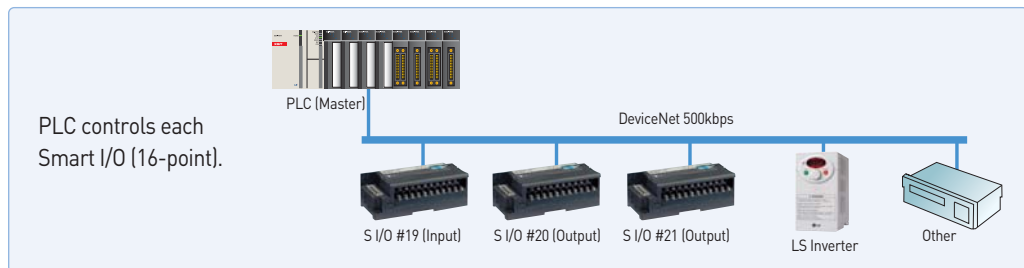 PLC controls each
Smart I/O (16-point).
PLC (Master)
DeviceNet 500kbps
S I/O #19 (Input)
S I/O #20 (Output)
S I/O #21 (Output)
LS Inverter
Other